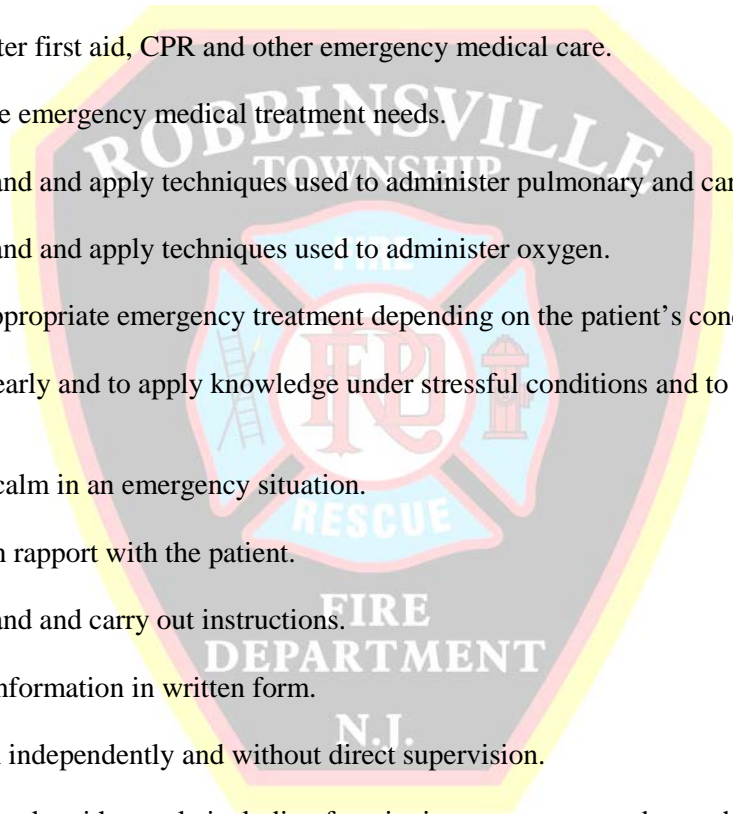 ter first aid, CPR and other emergency medical care.
e emergency medical treatment needs.
ROBBINSVILLE
TOWNSHIP
and and apply techniques used to administer pulmonary and car
FIRE
and and apply techniques used to administer oxygen.
ppropriate emergency treatment depending on the patient’s conc
FPD
early and to apply knowledge under stressful conditions and to
calm in an emergency situation.
RESCUE
rapport with the patient.
FIRE
and and carry out instructions.
DEPARTMENT
nformation in written form.
N.J.
independently and without direct supervision.